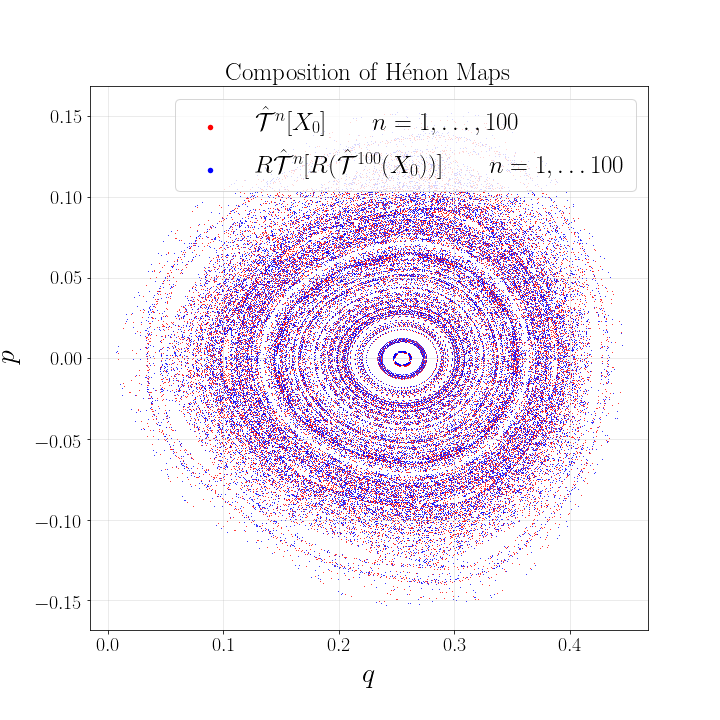 Composition of Hénon Maps
𝒯̂ⁿ[X₀] n = 1, . . . , 100
R𝒯̂ⁿ[R(𝒯̂¹⁰⁰(X₀))] n = 1, . . . 100
0.15
0.10
0.05
0.00
−0.05
−0.10
−0.15
p
0.0 0.1 0.2 0.3 0.4
q